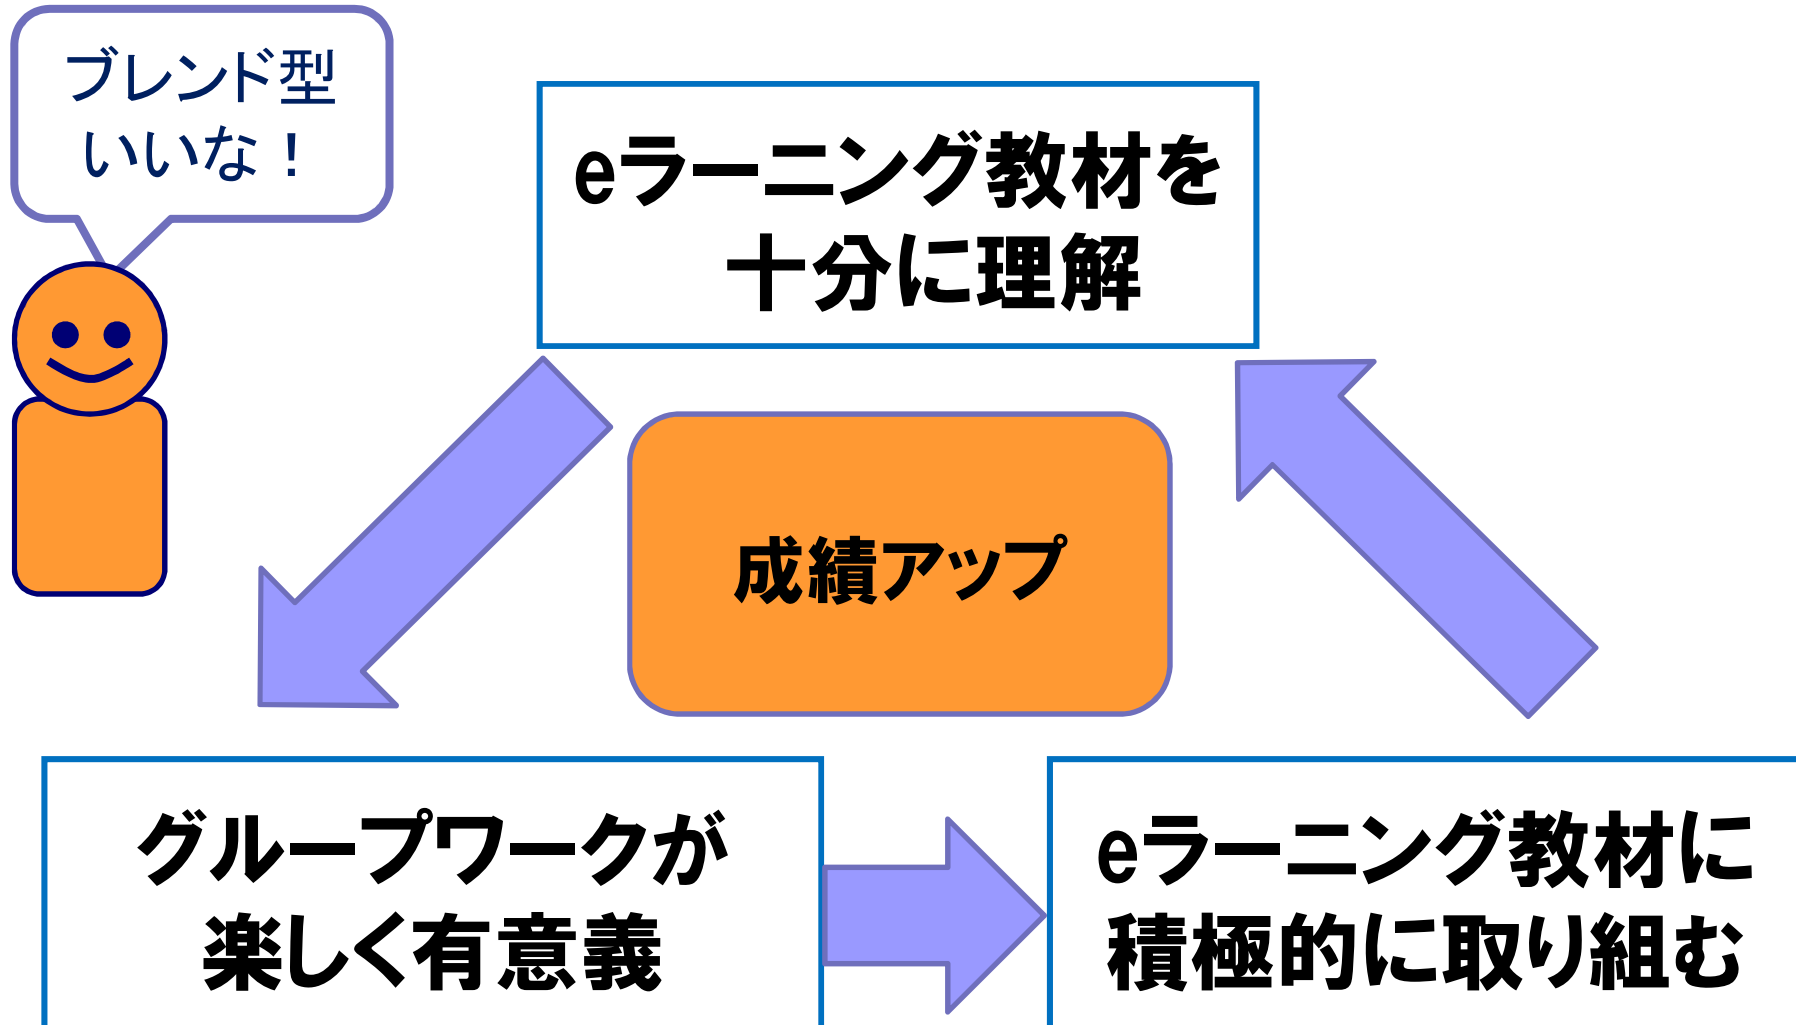 ブレンド型
いいな！
eラーニング教材を
十分に理解
成績アップ
グループワークが
楽しく有意義
eラーニング教材に
積極的に取り組む